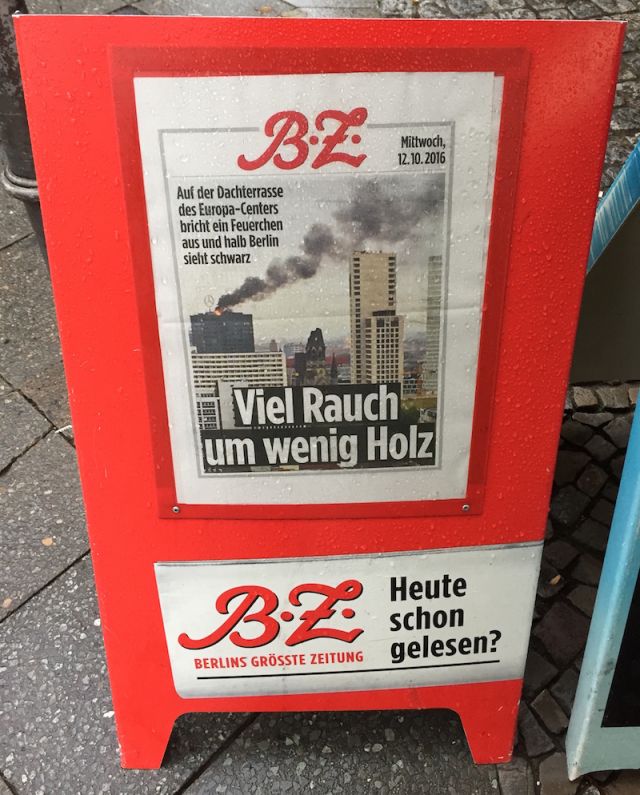 B.Z.
Mittwoch,
12.10.2016
Auf der Dachterrasse
des Europa-Centers
bricht ein Feuerchen
aus und halb Berlin
sieht schwarz
Viel Rauch
um wenig Holz
B.Z.
BERLINS GRÖSSTE ZEITUNG
Heute
schon
gelesen?